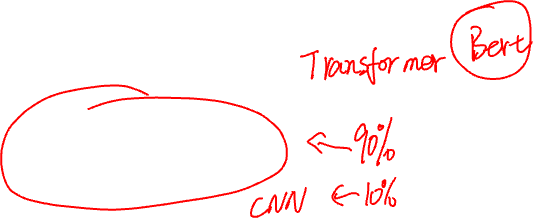 Transformer Bert
←90%
CNN ←10%